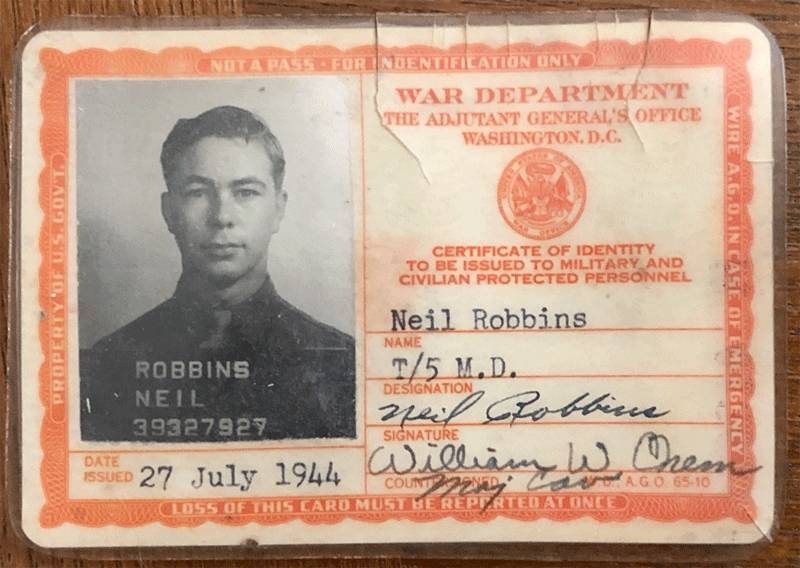 NOT A PASS - FOR INDENTIFICATION ONLY
PROPERTY OF U.S. GOVT.
ROBBINS
NEIL
39327927
DATE
ISSUED 27 July 1944
WAR DEPARTMENT
THE ADJUTANT GENERAL'S OFFICE
WASHINGTON, D.C.
CERTIFICATE OF IDENTITY
TO BE ISSUED TO MILITARY AND
CIVILIAN PROTECTED PERSONNEL
Neil Robbins
NAME
T/5 M.D.
DESIGNATION
Neil Robbins
SIGNATURE
William W Orem
COUNTERSIGNED A.G.O. 65-10
Maj Cav
WIRE A.G.O. IN CASE OF EMERGENCY
LOSS OF THIS CARD MUST BE REPORTED AT ONCE